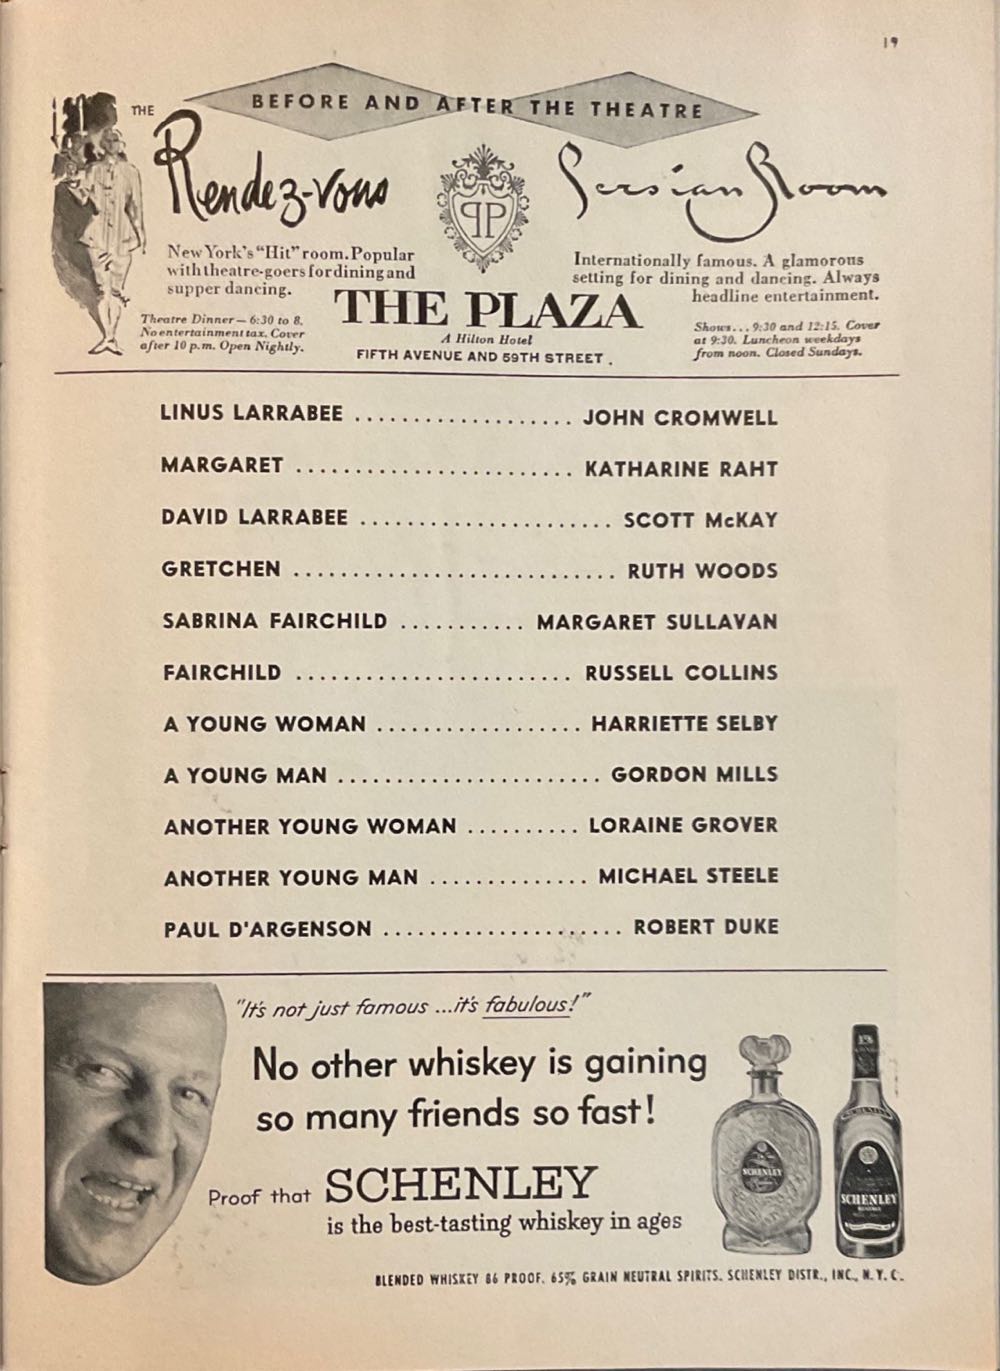 19
BEFORE AND AFTER THE THEATRE
THE
Rendez-vous
New York's "Hit" room. Popular
with theatre-goers for dining and
supper dancing.
Theatre Dinner — 6:30 to 8.
No entertainment tax. Cover
after 10 p.m. Open Nightly.
PP
THE PLAZA
A Hilton Hotel
FIFTH AVENUE AND 59TH STREET .
Persian Room
Internationally famous. A glamorous
setting for dining and dancing. Always
headline entertainment.
Shows... 9:30 and 12:15. Cover
at 9:30. Luncheon weekdays
from noon. Closed Sundays.
LINUS LARRABEE ................... JOHN CROMWELL
MARGARET ........................ KATHARINE RAHT
DAVID LARRABEE ...................... SCOTT McKAY
GRETCHEN ............................ RUTH WOODS
SABRINA FAIRCHILD ........... MARGARET SULLAVAN
FAIRCHILD ........................ RUSSELL COLLINS
A YOUNG WOMAN .................. HARRIETTE SELBY
A YOUNG MAN ....................... GORDON MILLS
ANOTHER YOUNG WOMAN .......... LORAINE GROVER
ANOTHER YOUNG MAN .............. MICHAEL STEELE
PAUL D'ARGENSON ..................... ROBERT DUKE
"It's not just famous ...it's fabulous!"
No other whiskey is gaining
so many friends so fast!
Proof that SCHENLEY
is the best-tasting whiskey in ages
SCHENLEY
SCHENLEY
SCHENLEY
BLENDED WHISKEY 86 PROOF. 65% GRAIN NEUTRAL SPIRITS. SCHENLEY DISTR., INC., N. Y. C.